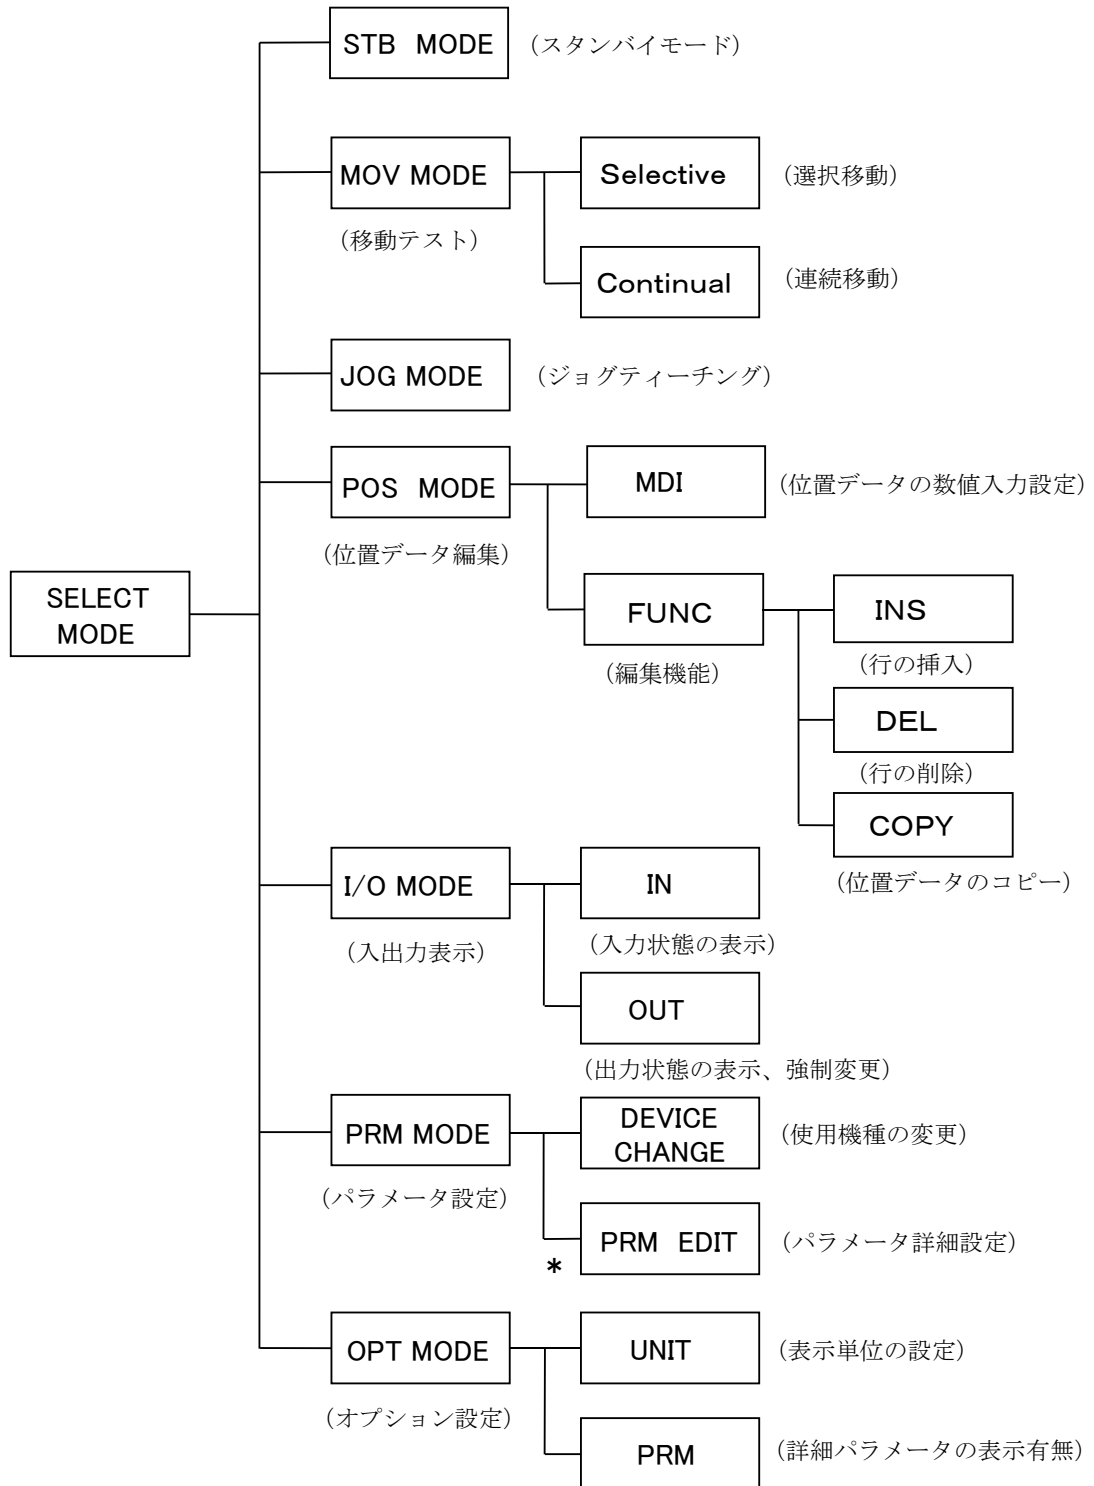 STB MODE (スタンバイモード)
MOV MODE
(移動テスト)
Selective (選択移動)
Continual (連続移動)
JOG MODE (ジョグティーチング)
POS MODE
(位置データ編集)
MDI (位置データの数値入力設定)
SELECT
MODE
FUNC
(編集機能)
INS
(行の挿入)
DEL
(行の削除)
COPY
(位置データのコピー)
I/O MODE
(入出力表示)
IN
(入力状態の表示)
OUT
(出力状態の表示、強制変更)
PRM MODE
(パラメータ設定)
DEVICE
CHANGE
(使用機種の変更)
* PRM EDIT (パラメータ詳細設定)
OPT MODE
(オプション設定)
UNIT (表示単位の設定)
PRM (詳細パラメータの表示有無)